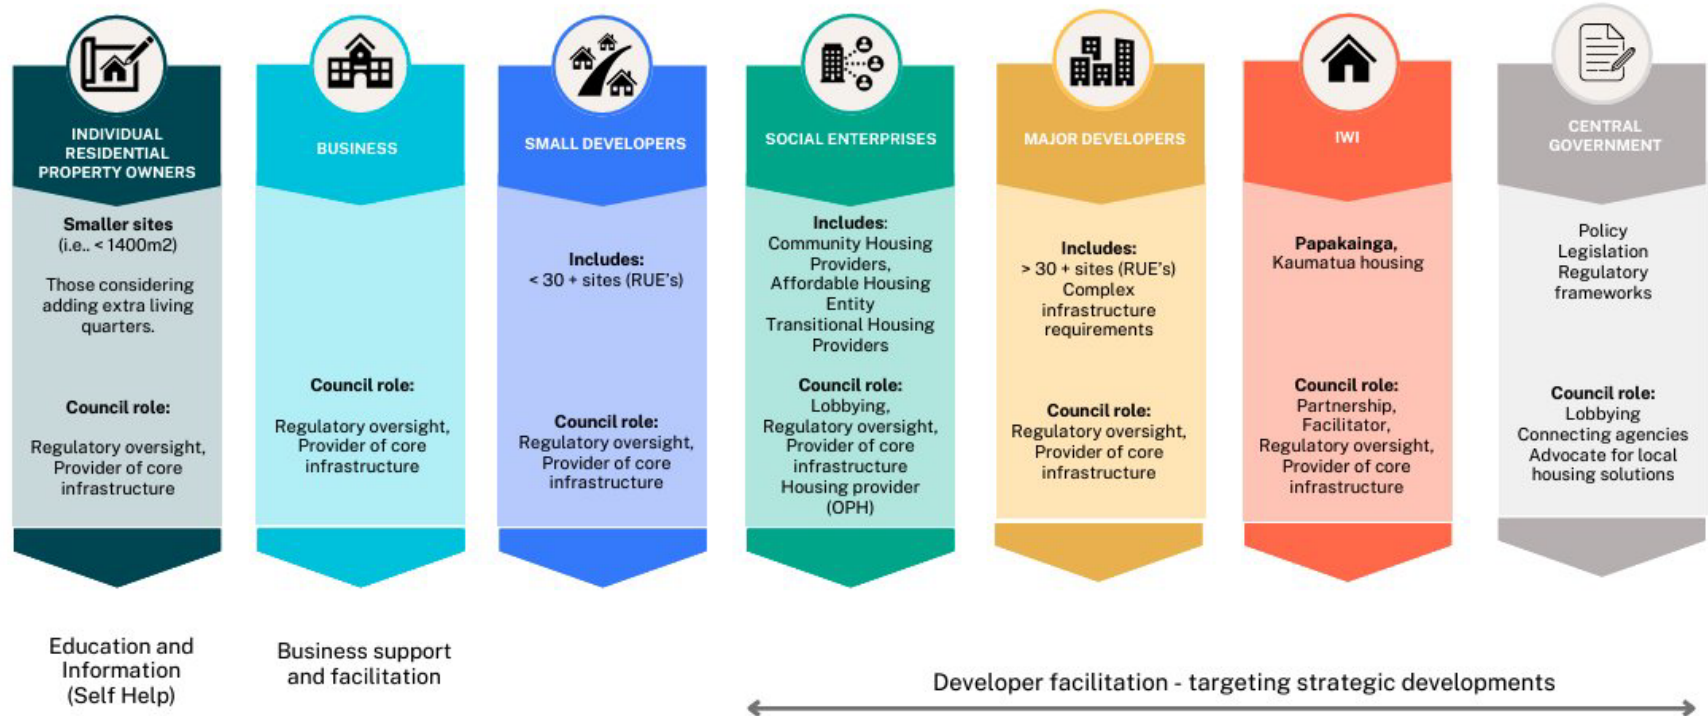 INDIVIDUAL
RESIDENTIAL
PROPERTY OWNERS
Smaller sites
(i.e.. < 1400m2)
Those considering
adding extra living
quarters.
Council role:
Regulatory oversight,
Provider of core
infrastructure
Education and
Information
(Self Help)
BUSINESS
Council role:
Regulatory oversight,
Provider of core
infrastructure
Business support
and facilitation
SMALL DEVELOPERS
Includes:
< 30 + sites (RUE's)
Council role:
Regulatory oversight,
Provider of core
infrastructure
SOCIAL ENTERPRISES
Includes:
Community Housing
Providers,
Affordable Housing
Entity
Transitional Housing
Providers
Council role:
Lobbying,
Regulatory oversight,
Provider of core
infrastructure
Housing provider
(OPH)
MAJOR DEVELOPERS
Includes:
> 30 + sites (RUE's)
Complex
infrastructure
requirements
Council role:
Regulatory oversight,
Provider of core
infrastructure
IWI
Papakainga,
Kaumatua housing
Council role:
Partnership,
Facilitator,
Regulatory oversight,
Provider of core
infrastructure
CENTRAL
GOVERNMENT
Policy
Legislation
Regulatory
frameworks
Council role:
Lobbying
Connecting agencies
Advocate for local
housing solutions
Developer facilitation - targeting strategic developments